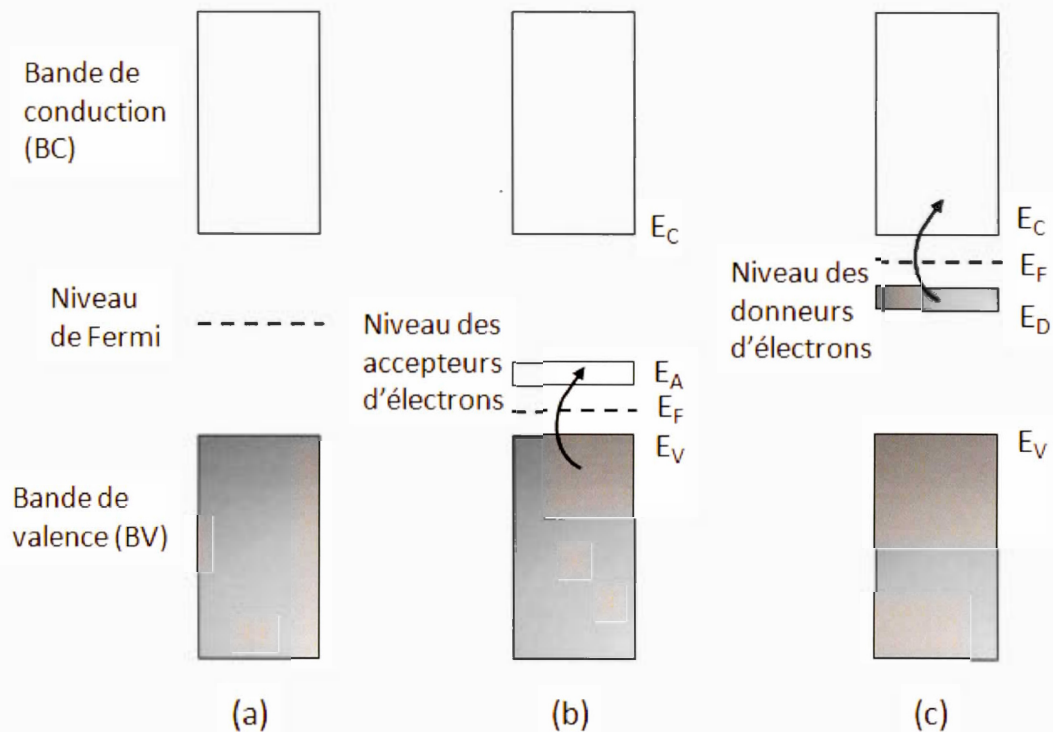 Bande de
conduction
(BC)
E_C
E_C
Niveau
de Fermi
Niveau des
accepteurs
d'électrons
E_A
E_F
E_V
Niveau des
donneurs
d'électrons
E_F
E_D
E_V
Bande de
valence (BV)
(a)
(b)
(c)